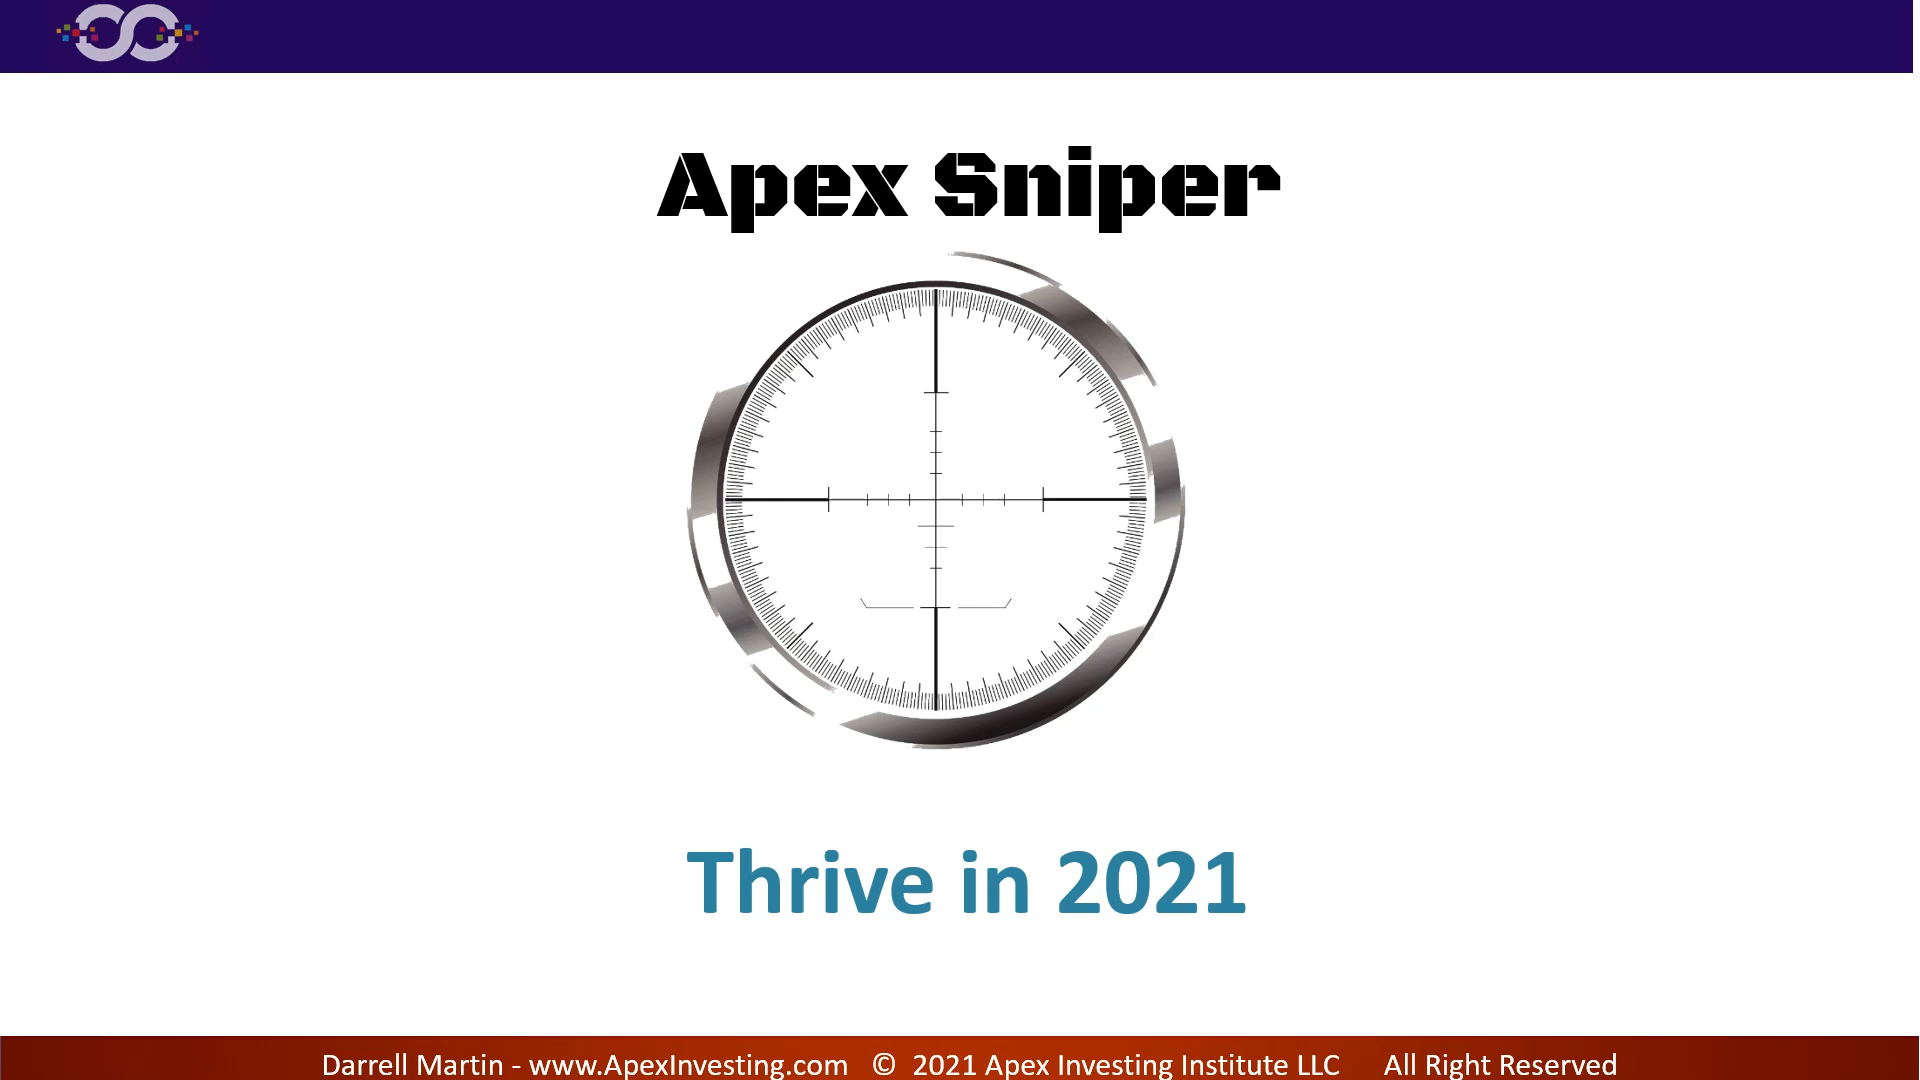 Apex Sniper
Thrive in 2021
Darrell Martin - www.ApexInvesting.com © 2021 Apex Investing Institute LLC All Right Reserved